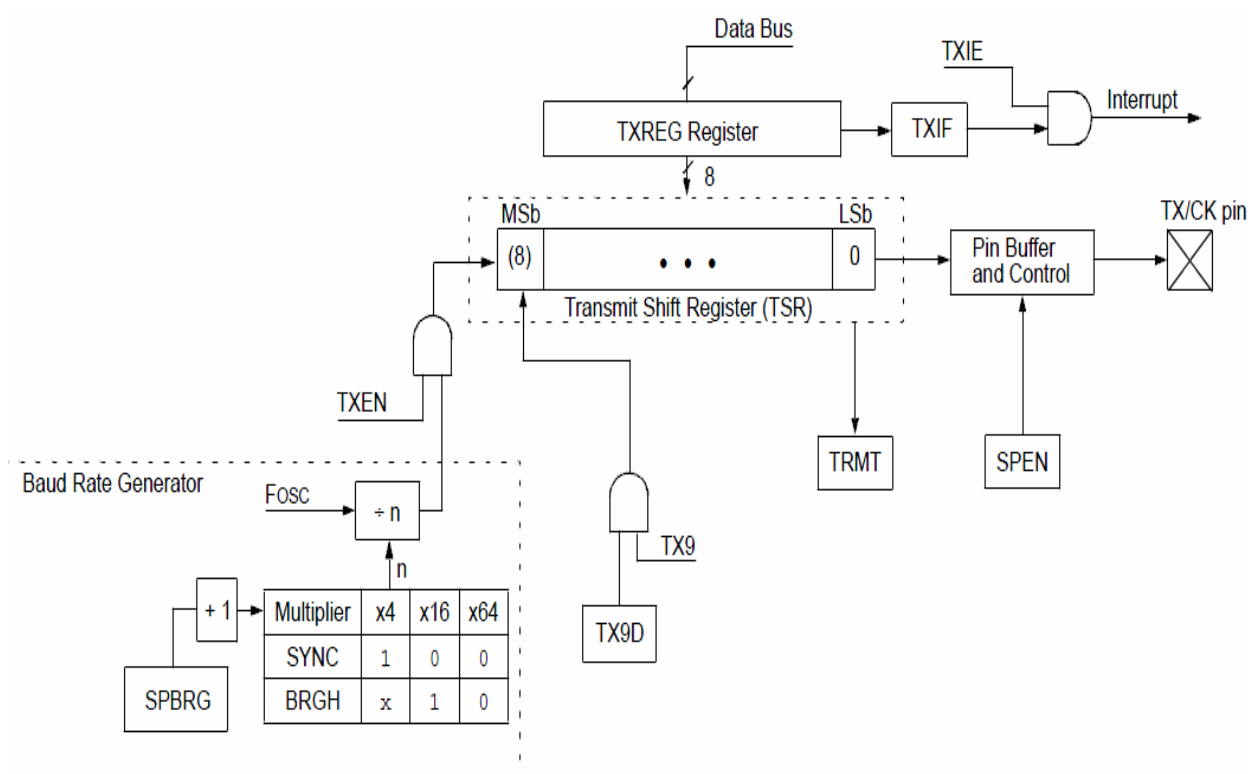 Data Bus
TXIE
Interrupt
TXREG Register
TXIF
8
MSb
LSb
TX/CK pin
(8)
• • •
0
Pin Buffer
and Control
Transmit Shift Register (TSR)
TXEN
TRMT
SPEN
Baud Rate Generator
FOSC
÷ n
TX9
n
+ 1
Multiplier x4 x16 x64
TX9D
SYNC 1 0 0
SPBRG
BRGH x 1 0